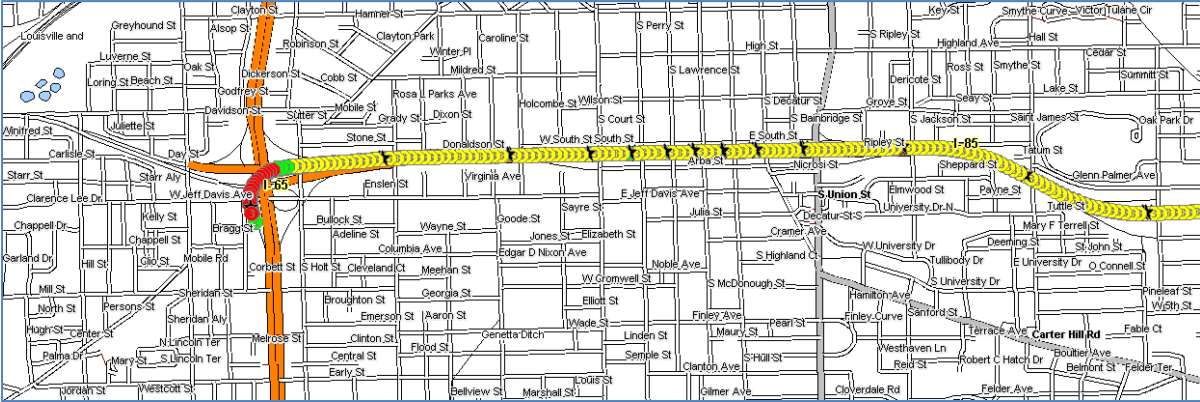 Clayton St
Hamner St
Key St
Smythe Curve
Victor Tulane Cir
Greyhound St
Alsop St
Clayton Park
Caroline St
S Perry St
S Ripley St
Hall St
Louisville and
Robinson St
Winter Pl
High St
Highland Ave
Cedar St
Luverne St
Oak St
Dickerson St
Cobb St
Mildred St
S Lawrence St
Ross St
Smythe St
Summitt St
Loring St
Beach St
Godfrey St
Rosa L Parks Ave
Dericote St
Lake St
Davidson St
Mobile St
Holcombe St
Wilson St
S Decatur St
Grove St
Seay St
Sutter St
Grady St
Dixon St
S Court St
S Bainbridge St
S Jackson St
Saint James St
Oak Park Dr
Winifred St
Juliette St
Stone St
Donaldson St
W South St
South St
E South St
Ripley St
I-85
Carlisle St
Day St
Arba St
Nicrosi St
Sheppard St
Tatum St
Starr St
Starr Aly
I-65
Enslen St
Virginia Ave
Glenn Palmer Ave
Clarence Lee Dr
W Jeff Davis Ave
E Jeff Davis Ave
S Union St
Elmwood St
Payne St
Kelly St
Bullock St
Goode St
Sayre St
Julia St
Decatur St S
University Dr N
Tuttle St
Chappell Dr
Bragg St
Adeline St
Wayne St
Jones St
Elizabeth St
Cramer Ave
Mary F Terrell St
Chappell St
Columbia Ave
Edgar D Nixon Ave
W University Dr
Deeming St
St John St
Garland Dr
Hill St
Glio St
Mobile Rd
Corbett St
S Holt St
Cleveland Ct
Meehan St
Noble Ave
S Highland Ct
Tullibody Dr
E University Dr
O Connell St
Mill St
Sheridan St
Georgia St
W Cromwell St
S McDonough St
S University Dr
Pineleaf St
North St
Persons St
Broughton St
Elliott St
Hamilton Ave
W 5th St
Sheridan Aly
Emerson St
Aaron St
Wade St
Finley Ave
Pearl St
Finley Curve
Sanford St
Hugh St
Center St
Genetta Ditch
Maury St
Terrace Ave
Carter Hill Rd
Fable Ct
N Lincoln Ter
Melrose St
Clinton St
Flood St
Linden St
Palma Dr
Mary St
S Lincoln Ter
Central St
Semple St
S Hull St
Westhaven Ln
Robert C Hatch Dr
Boultier Ave
Early St
Clanton Ave
Reid St
Belmont St
Felder Ter
Jordan St
Westcott St
Bellview St
Marshall St
Louis St
Gilmer Ave
Cloverdale Rd
Felder Ave